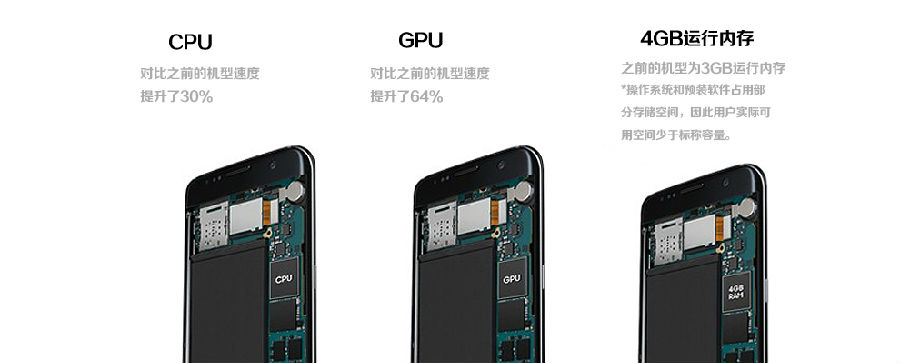 CPU
对比之前的机型速度
提升了30%
GPU
对比之前的机型速度
提升了64%
4GB运行内存
之前的机型为3GB运行内存
*操作系统和预装软件占用部
分存储空间，因此用户实际可
用空间少于标称容量。
CPU
GPU
4GB
RAM